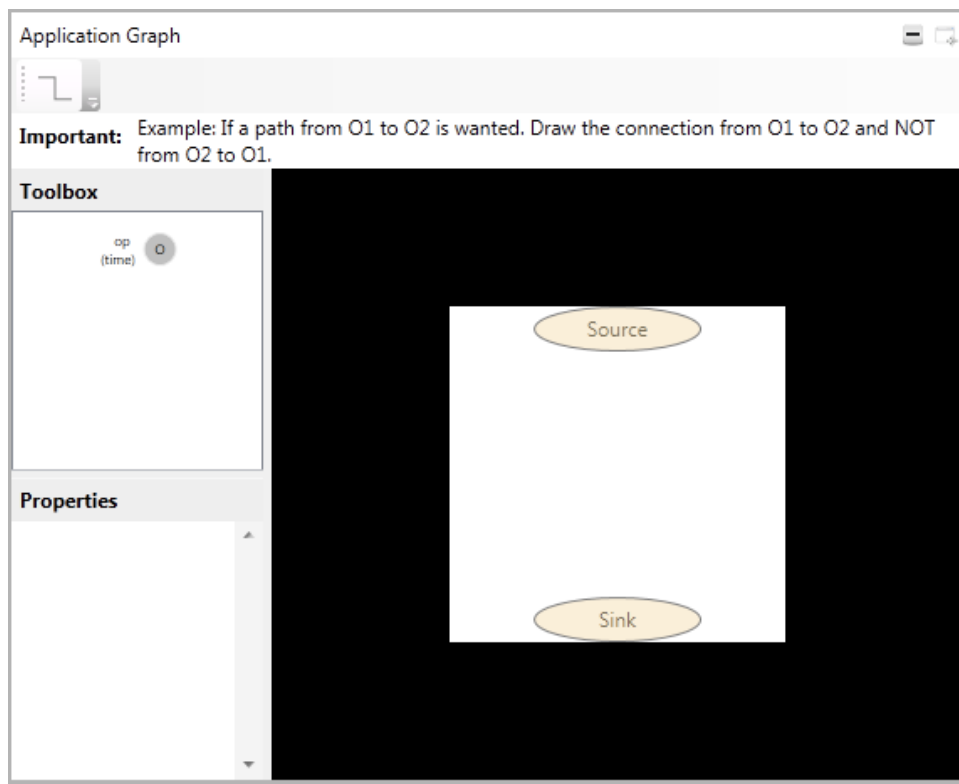 Application Graph
Important: Example: If a path from O1 to O2 is wanted. Draw the connection from O1 to O2 and NOT
from O2 to O1.
Toolbox
op
(time)
O
Source
Sink
Properties